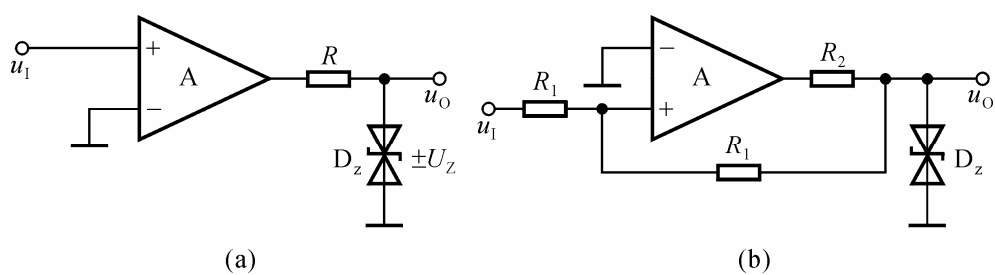 +
A
−
R
u_I
u_O
D_z
±U_Z
(a)
−
A
+
R_1
R_2
u_I
u_O
R_1
D_z
(b)